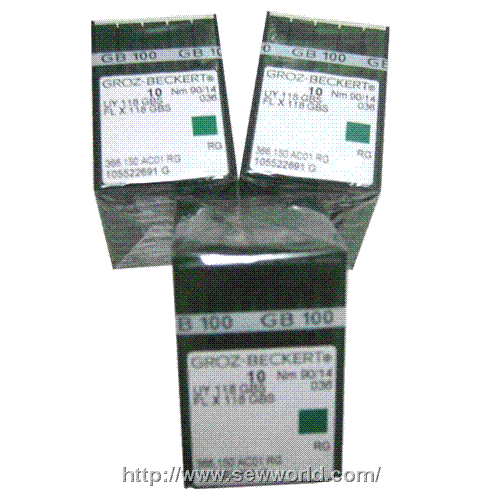 GB 100 GB
GROZ-BECKERT®
10 Nm 90/14
UY 118 GBS 036
FL X 118 GBS
RG
366.150 AC01 RG
105522691 G
GB 100
GROZ-BECKERT®
10 Nm 90/14
UY 118 GBS 036
FL X 118 GBS
RG
366.150 AC01 RG
105522691 G
B 100 GB 100
GROZ-BECKERT®
10 Nm 90/14
UY 118 GBS 036
FL X 118 GBS
RG
366.150 AC01 RG
http://www.sewworld.com/